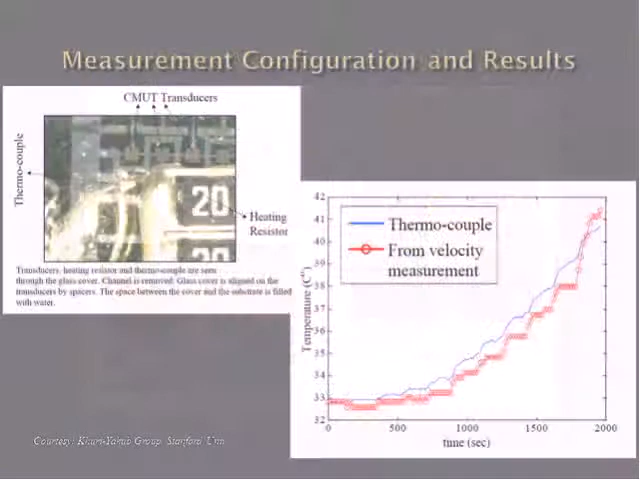 Measurement Configuration and Results
CMUT Transducers
Thermo-couple
20
Heating
Resistor
20
Transducers, heating resistor and thermo-couple are seen
through the glass cover. Channel is removed. Glass cover is aligned on the
transducers by spacers. The space between the cover and the substrate is filled
with water.
42
41
40
39
38
37
36
35
34
33
32
Temperature (C°)
Thermo-couple
From velocity
measurement
0
500
1000
1500
2000
time (sec)
Courtesy: Khuri-Yakub Group, Stanford Unn